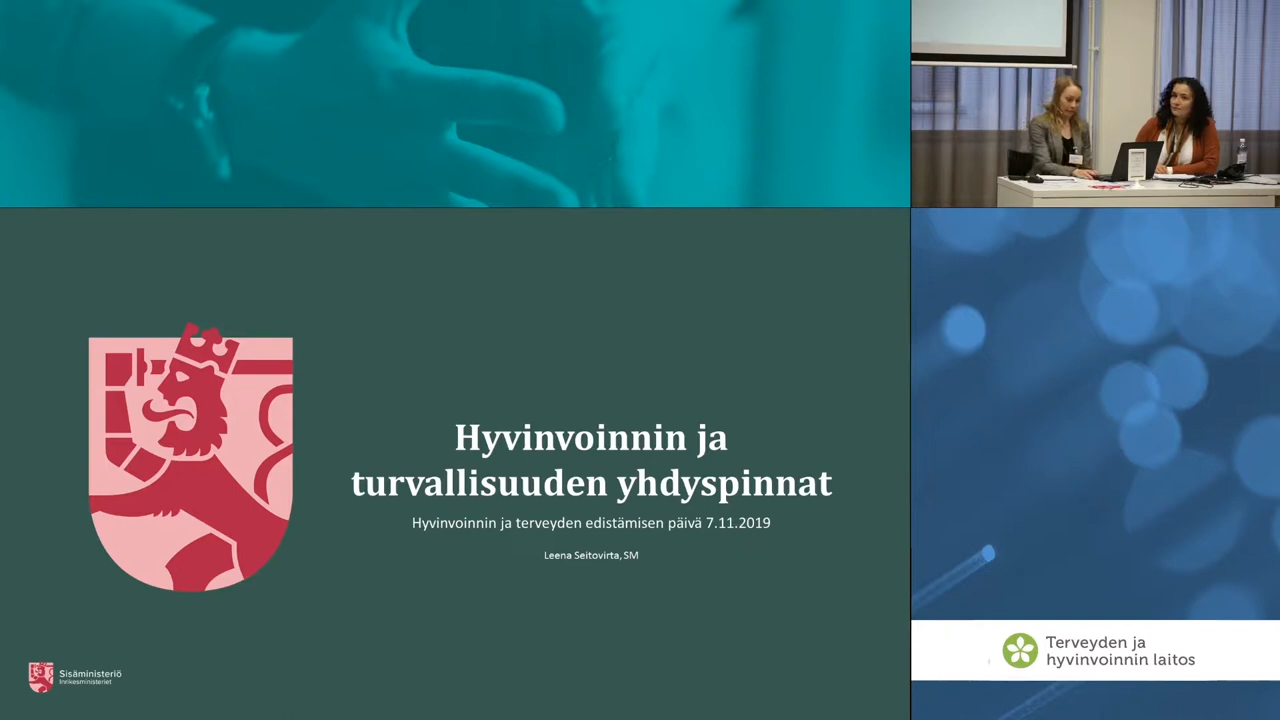 Hyvinvoinnin ja
turvallisuuden yhdyspinnat
Hyvinvoinnin ja terveyden edistämisen päivä 7.11.2019
Leena Seitovirta, SM
Sisäministeriö
Inrikesministeriet
Terveyden ja
hyvinvoinnin laitos